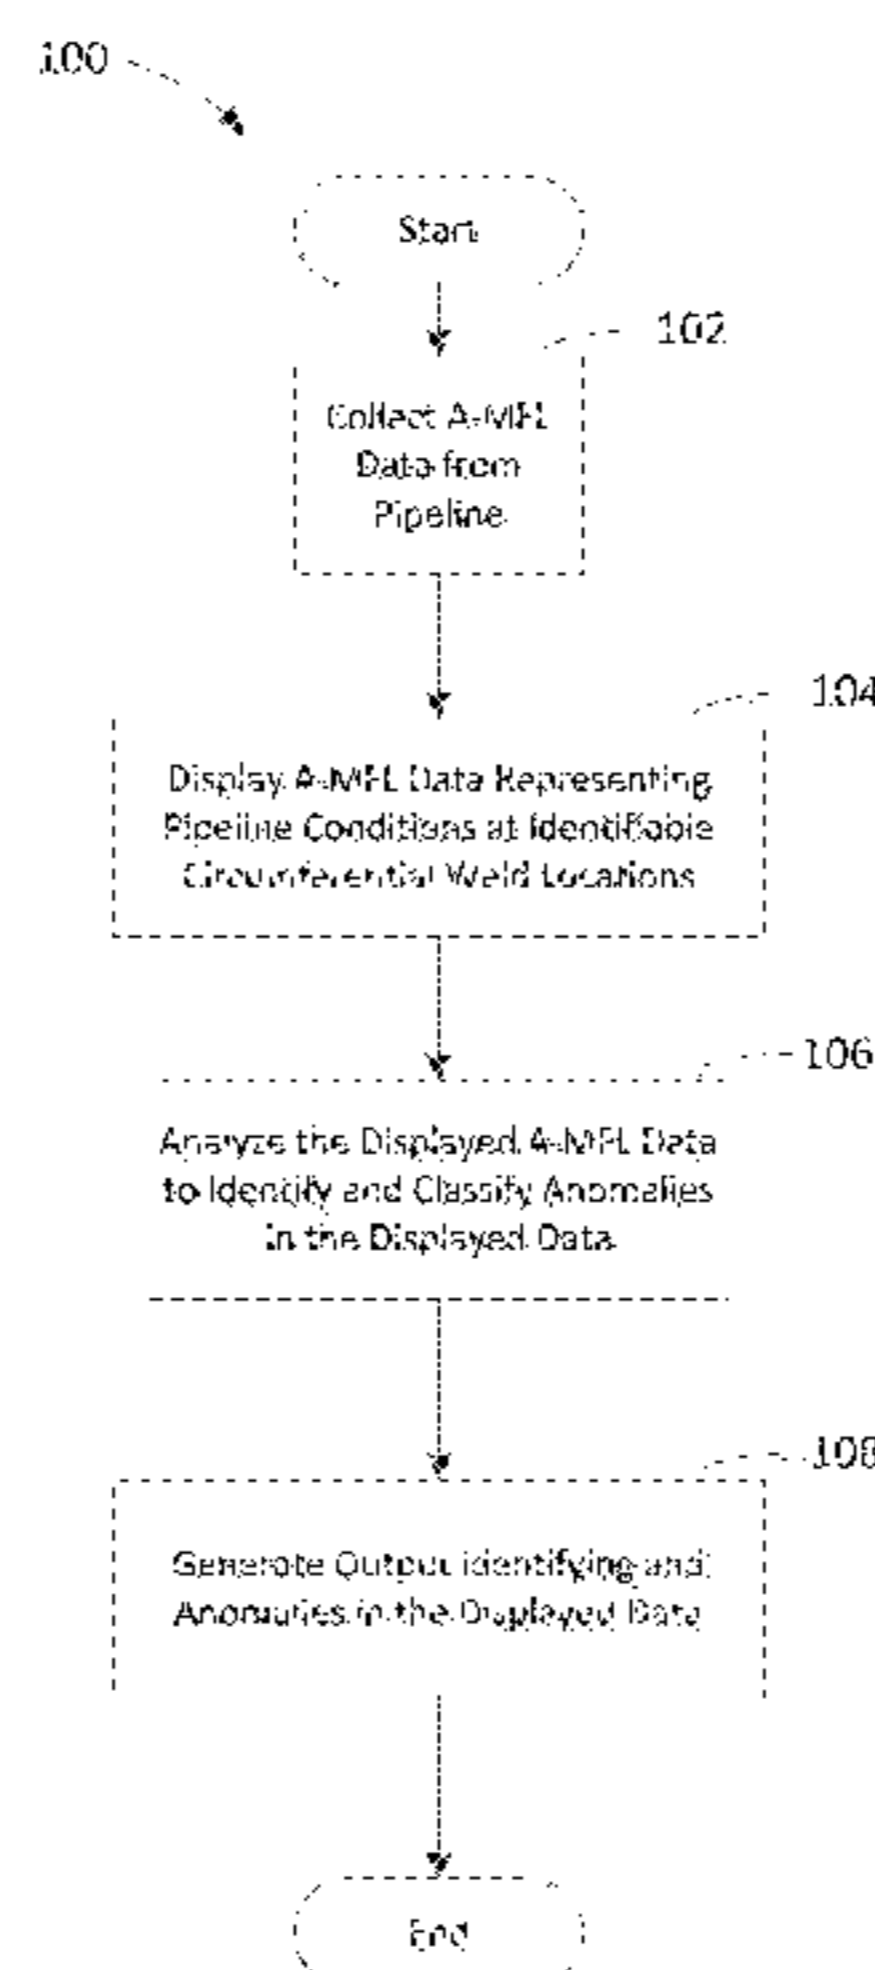 100
Start
102
Collect A-MFL
Data from
Pipeline
104
Display A-MFL Data Representing
Pipeline Conditions at Identifiable
Circumferential Weld Locations
106
Analyze the Displayed A-MFL Data
to Identify and Classify Anomalies
in the Displayed Data
108
Generate Output Identifying and
Anomalies in the Displayed Data
End